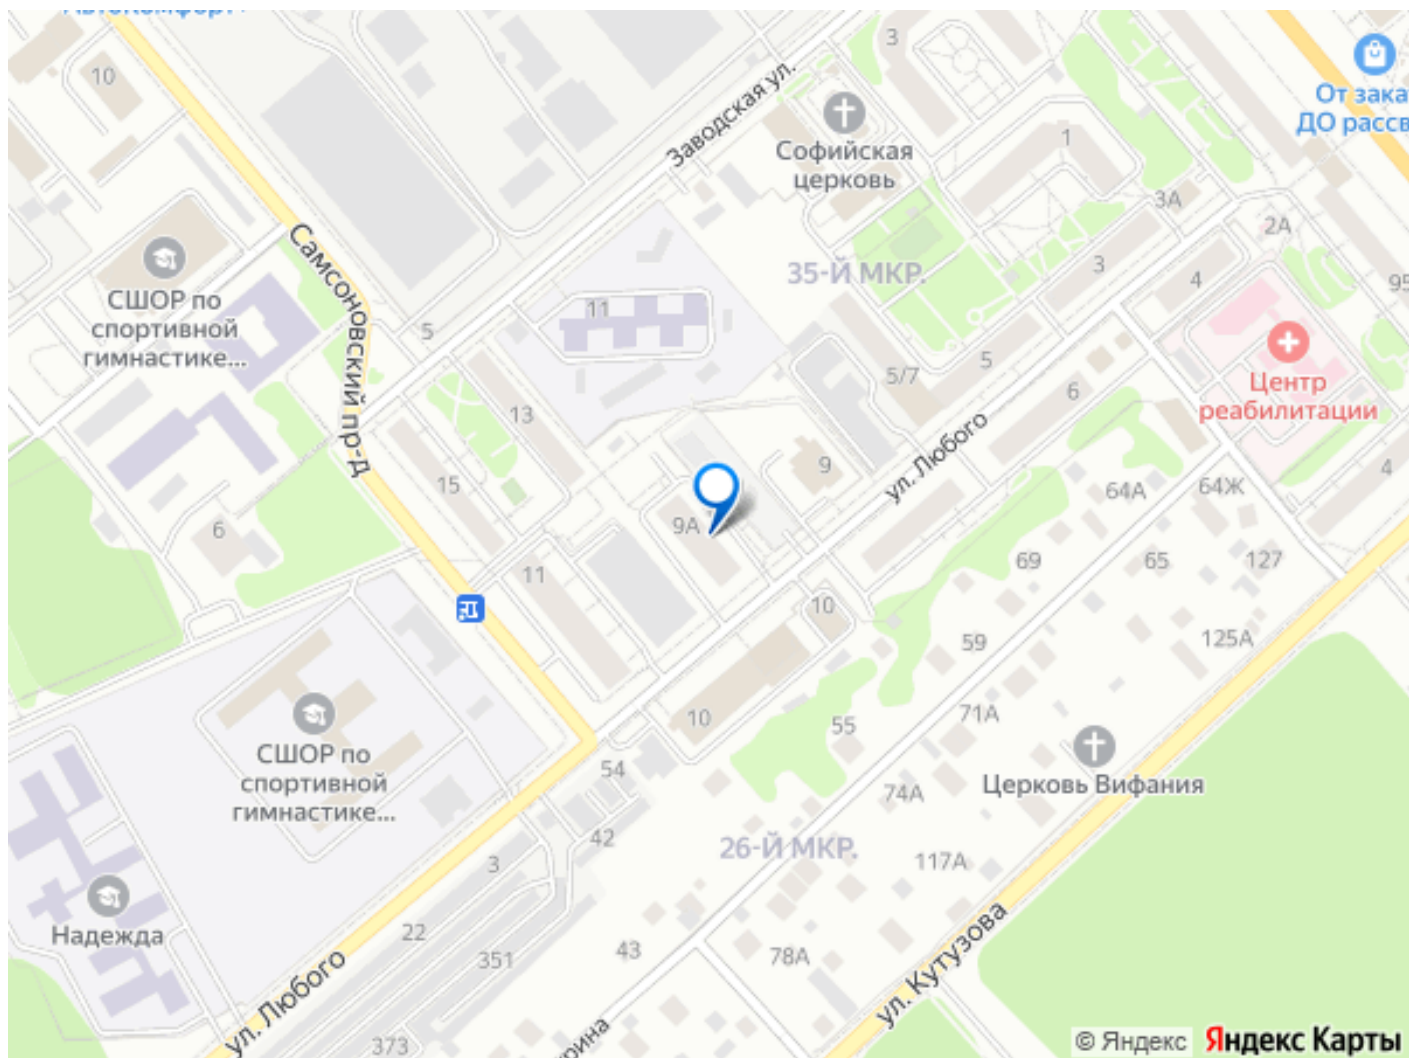 10
3
Заводская ул.
От зака
ДО рассв
Софийская
церковь
1
3А
2А
Самсоновский пр-д
СШОР по
спортивной
гимнастике...
35-Й МКР.
3
4
95
11
5
5
5/7
6
Центр
реабилитации
13
ул. Любого
15
9
64А
64Ж
4
6
9А
11
69
65
127
10
59
125А
СШОР по
спортивной
гимнастике...
10
55
71А
Церковь Вифания
54
74А
42
26-Й МКР.
117А
3
Надежда
22
351
43
78А
ул. Кутузова
ул. Любого
373
рина
© Яндекс Яндекс Карты